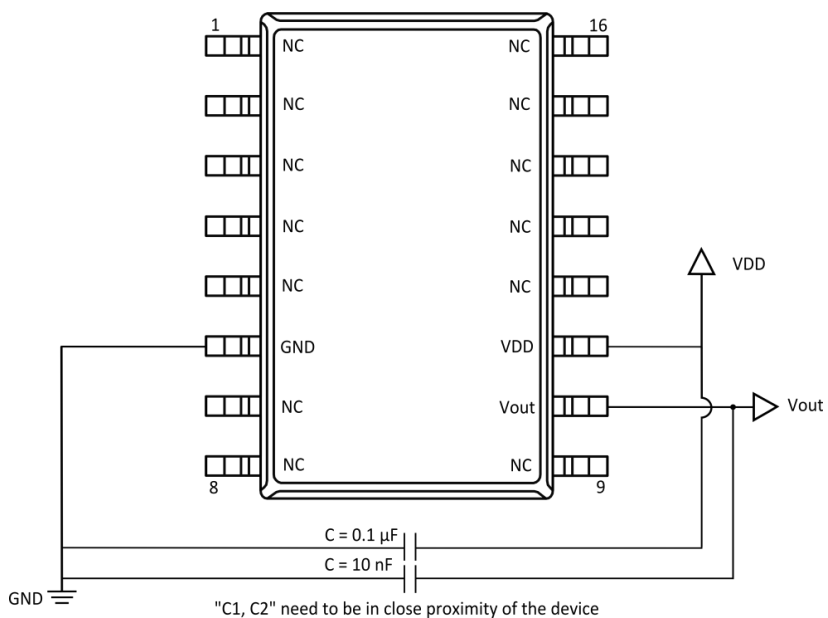 1 16
NC NC
NC NC
NC NC
NC NC
NC NC
VDD
GND VDD
NC Vout
Vout
NC NC
8 9
C = 0.1 µF
C = 10 nF
GND
"C1, C2" need to be in close proximity of the device